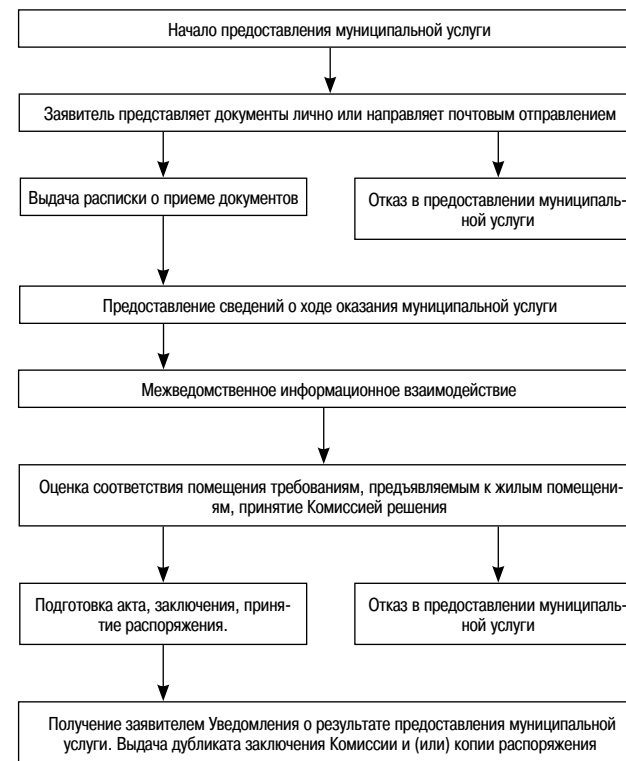 Начало предоставления муниципальной услуги
Заявитель представляет документы лично или направляет почтовым отправлением
Выдача расписки о приеме документов
Отказ в предоставлении муниципаль-
ной услуги
Предоставление сведений о ходе оказания муниципальной услуги
Межведомственное информационное взаимодействие
Оценка соответствия помещения требованиям, предъявляемым к жилым помещени-
ям, принятие Комиссией решения
Подготовка акта, заключения, приня-
тие распоряжения.
Отказ в предоставлении муниципаль-
ной услуги
Получение заявителем Уведомления о результате предоставления муниципальной
услуги. Выдача дубликата заключения Комиссии и (или) копии распоряжения